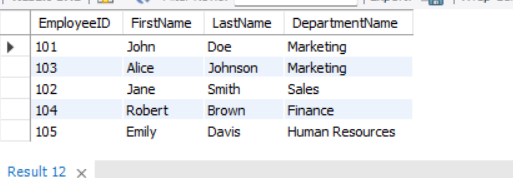 EmployeeID FirstName LastName DepartmentName
101 John Doe Marketing
103 Alice Johnson Marketing
102 Jane Smith Sales
104 Robert Brown Finance
105 Emily Davis Human Resources
Result 12